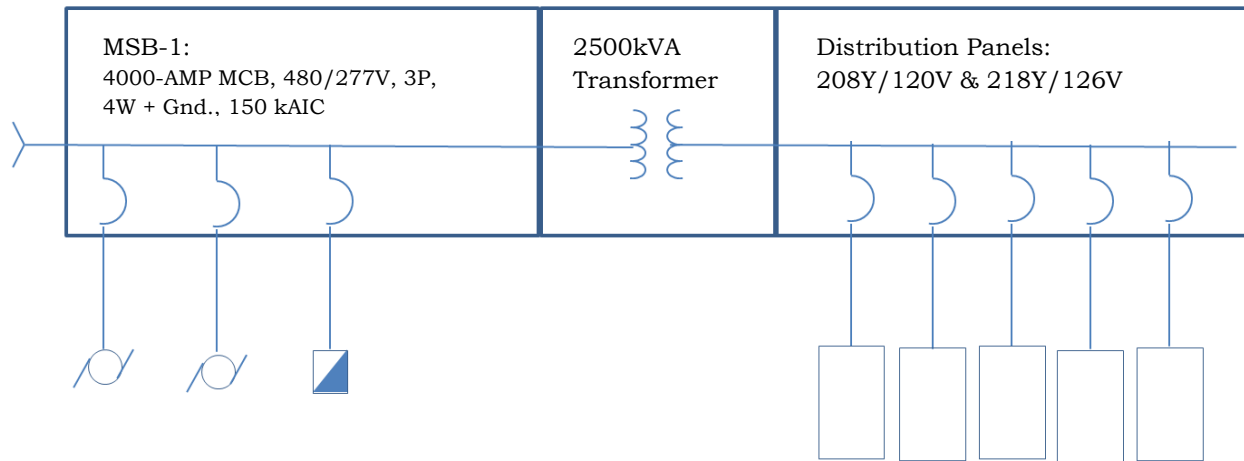 MSB-1:
4000-AMP MCB, 480/277V, 3P,
4W + Gnd., 150 kAIC
2500kVA
Transformer
Distribution Panels:
208Y/120V & 218Y/126V